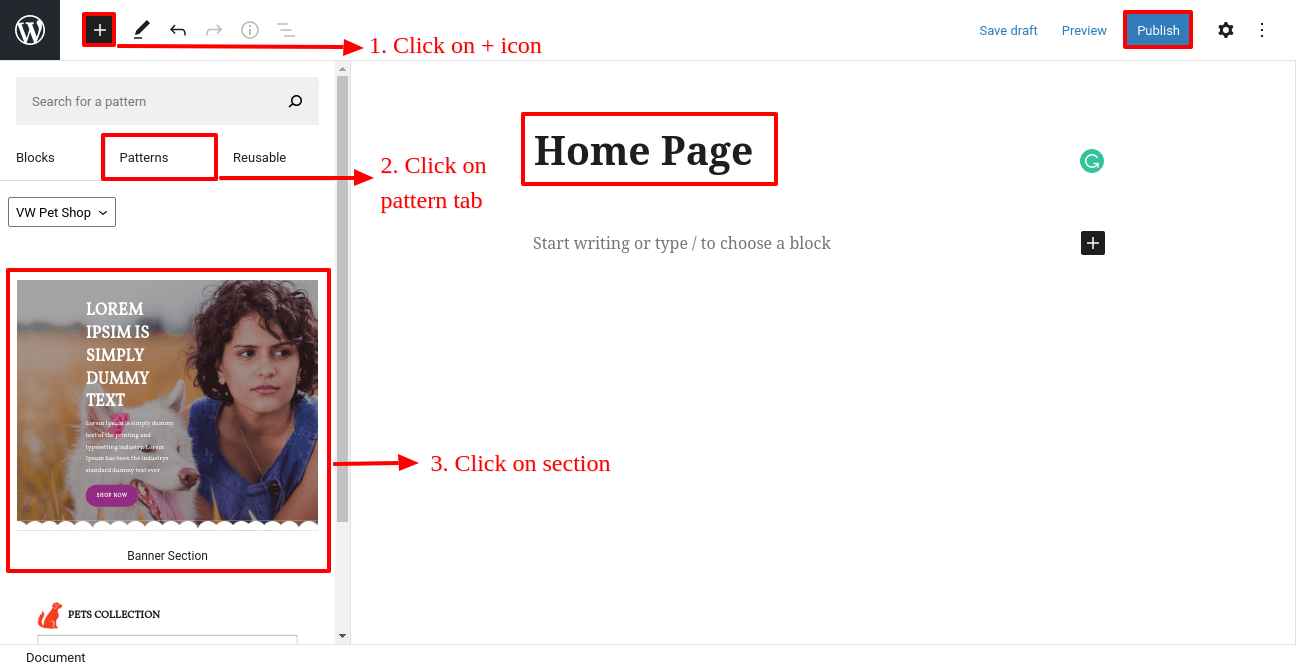 Save draft
Preview
Publish
1. Click on + icon
Search for a pattern
Blocks
Patterns
Reusable
2. Click on
pattern tab
Home Page
VW Pet Shop
Start writing or type / to choose a block
LOREM
IPSIM IS
SIMPLY
DUMMY
TEXT
Lorem Ipsum is simply dummy
text of the printing and
typesetting industry. Lorem
Ipsum has been the industrys
standard dummy text ever
SHOP NOW
3. Click on section
Banner Section
PETS COLLECTION
Document